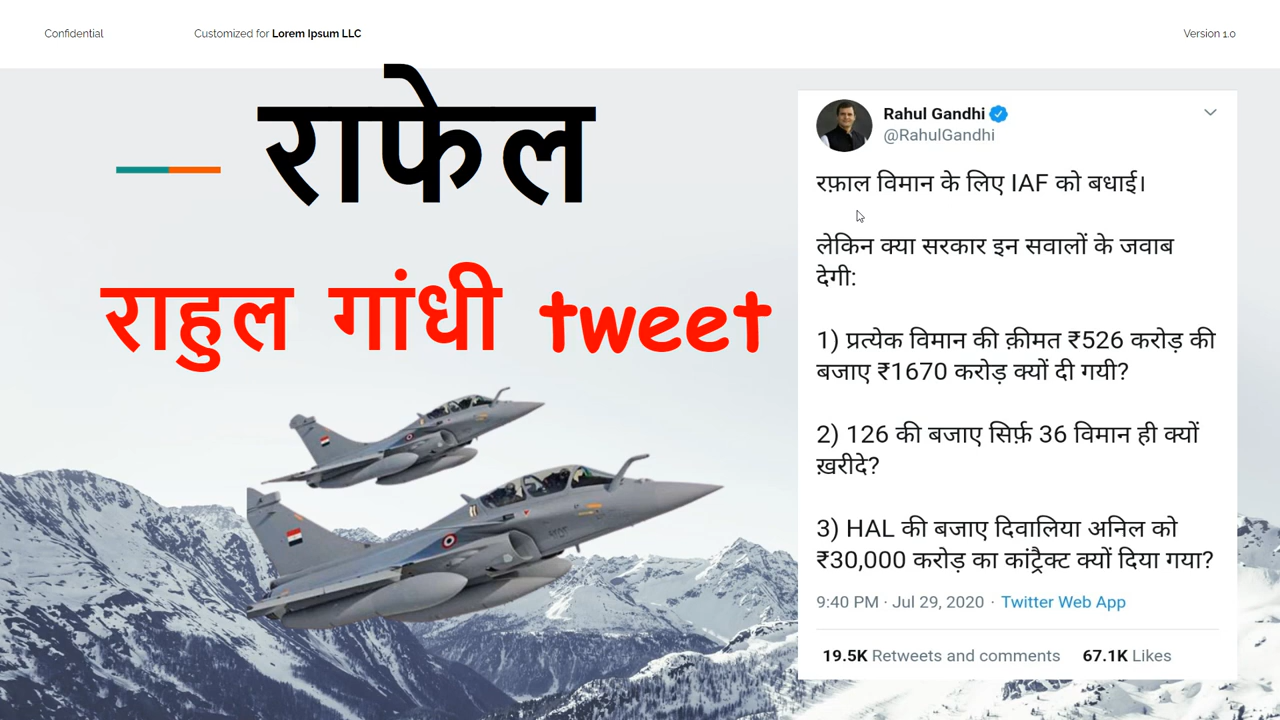 Confidential
Customized for Lorem Ipsum LLC
Version 1.0
राफेल
राहुल गांधी tweet
Rahul Gandhi
@RahulGandhi
रफ़ाल विमान के लिए IAF को बधाई।
लेकिन क्या सरकार इन सवालों के जवाब
देगी:
1) प्रत्येक विमान की क़ीमत ₹526 करोड़ की
बजाए ₹1670 करोड़ क्यों दी गयी?
2) 126 की बजाए सिर्फ़ 36 विमान ही क्यों
ख़रीदे?
3) HAL की बजाए दिवालिया अनिल को
₹30,000 करोड़ का कांट्रैक्ट क्यों दिया गया?
9:40 PM · Jul 29, 2020 · Twitter Web App
19.5K Retweets and comments 67.1K Likes